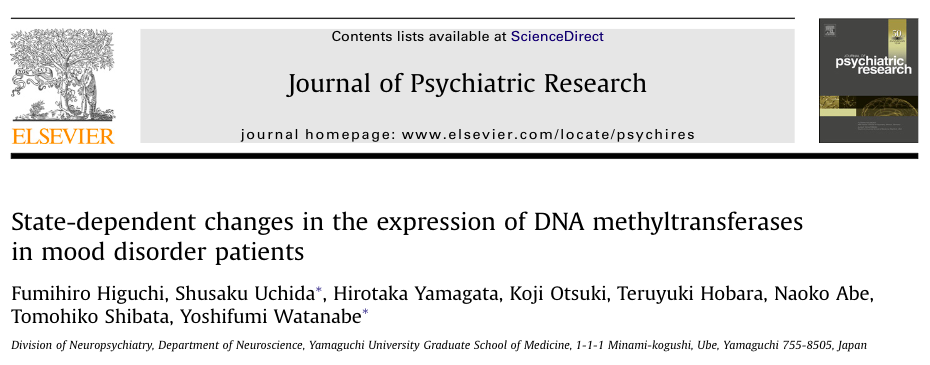 Contents lists available at ScienceDirect
Journal of Psychiatric Research
journal homepage: www.elsevier.com/locate/psychires
ELSEVIER
psychiatric
research
State-dependent changes in the expression of DNA methyltransferases
in mood disorder patients
Fumihiro Higuchi, Shusaku Uchida*, Hirotaka Yamagata, Koji Otsuki, Teruyuki Hobara, Naoko Abe,
Tomohiko Shibata, Yoshifumi Watanabe*
Division of Neuropsychiatry, Department of Neuroscience, Yamaguchi University Graduate School of Medicine, 1-1-1 Minami-kogushi, Ube, Yamaguchi 755-8505, Japan